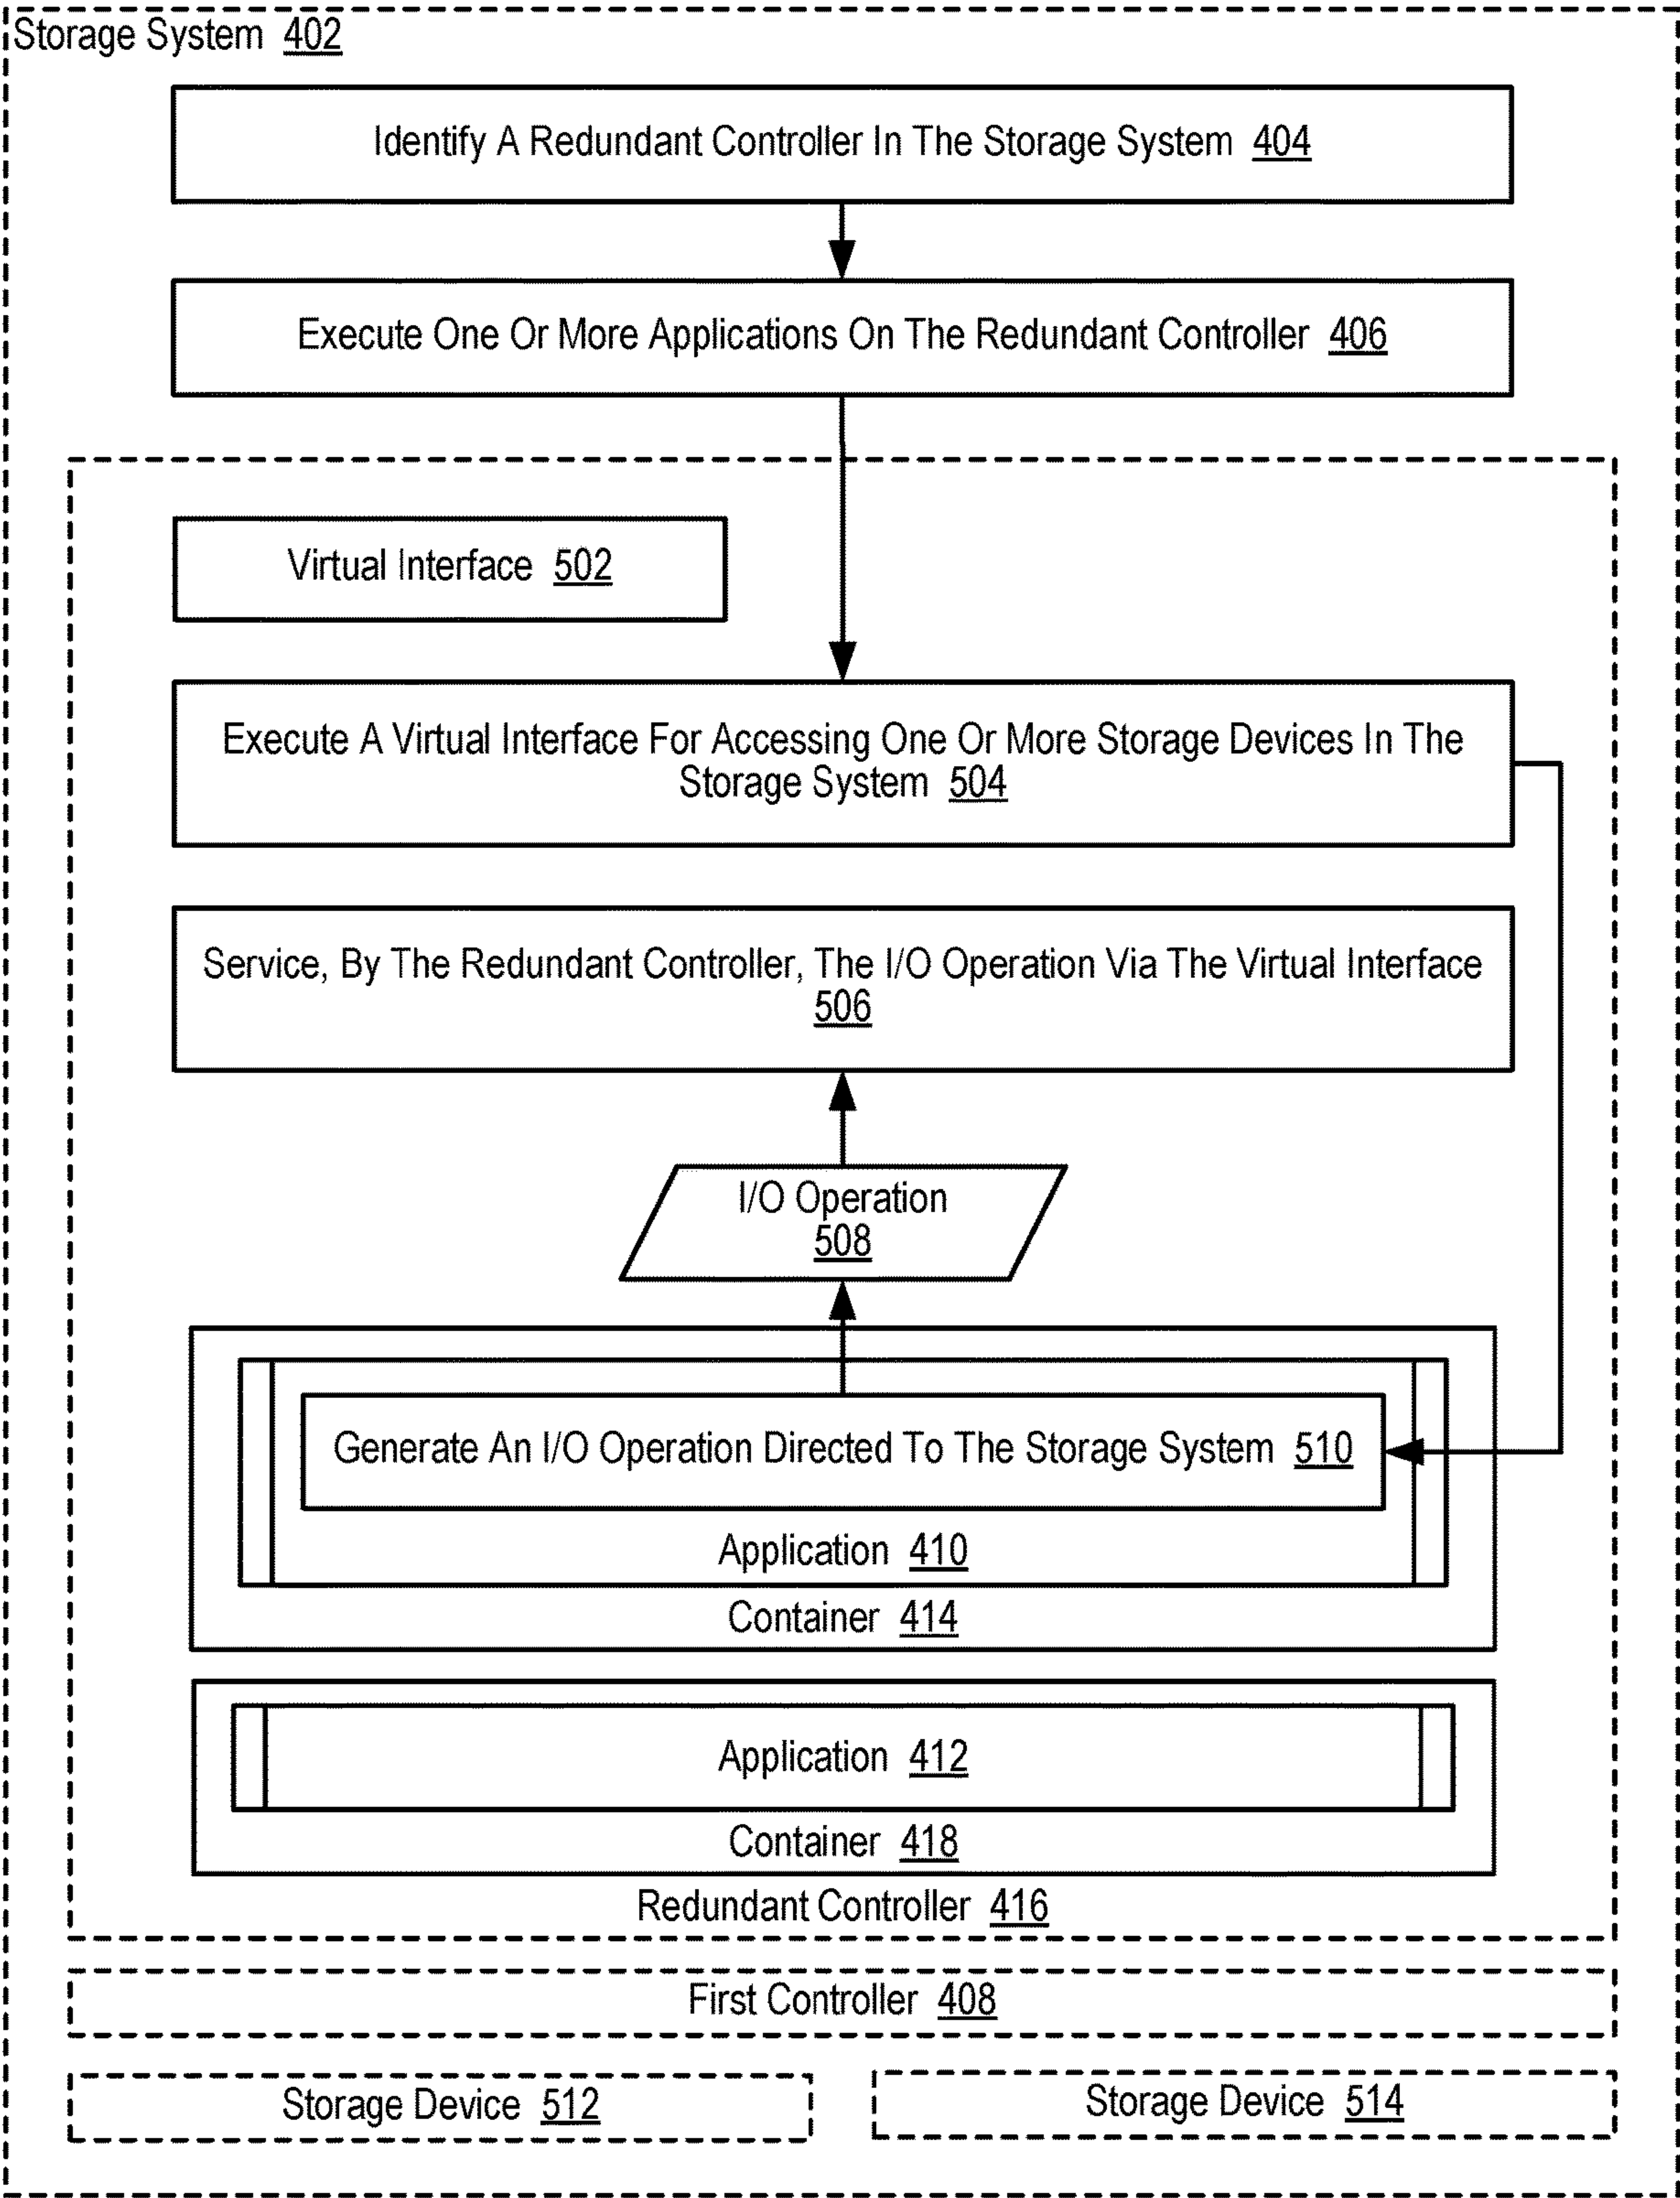 Storage System 402
Identify A Redundant Controller In The Storage System 404
Execute One Or More Applications On The Redundant Controller 406
Virtual Interface 502
Execute A Virtual Interface For Accessing One Or More Storage Devices In The
Storage System 504
Service, By The Redundant Controller, The I/O Operation Via The Virtual Interface
506
I/O Operation
508
Generate An I/O Operation Directed To The Storage System 510
Application 410
Container 414
Application 412
Container 418
Redundant Controller 416
First Controller 408
Storage Device 512
Storage Device 514